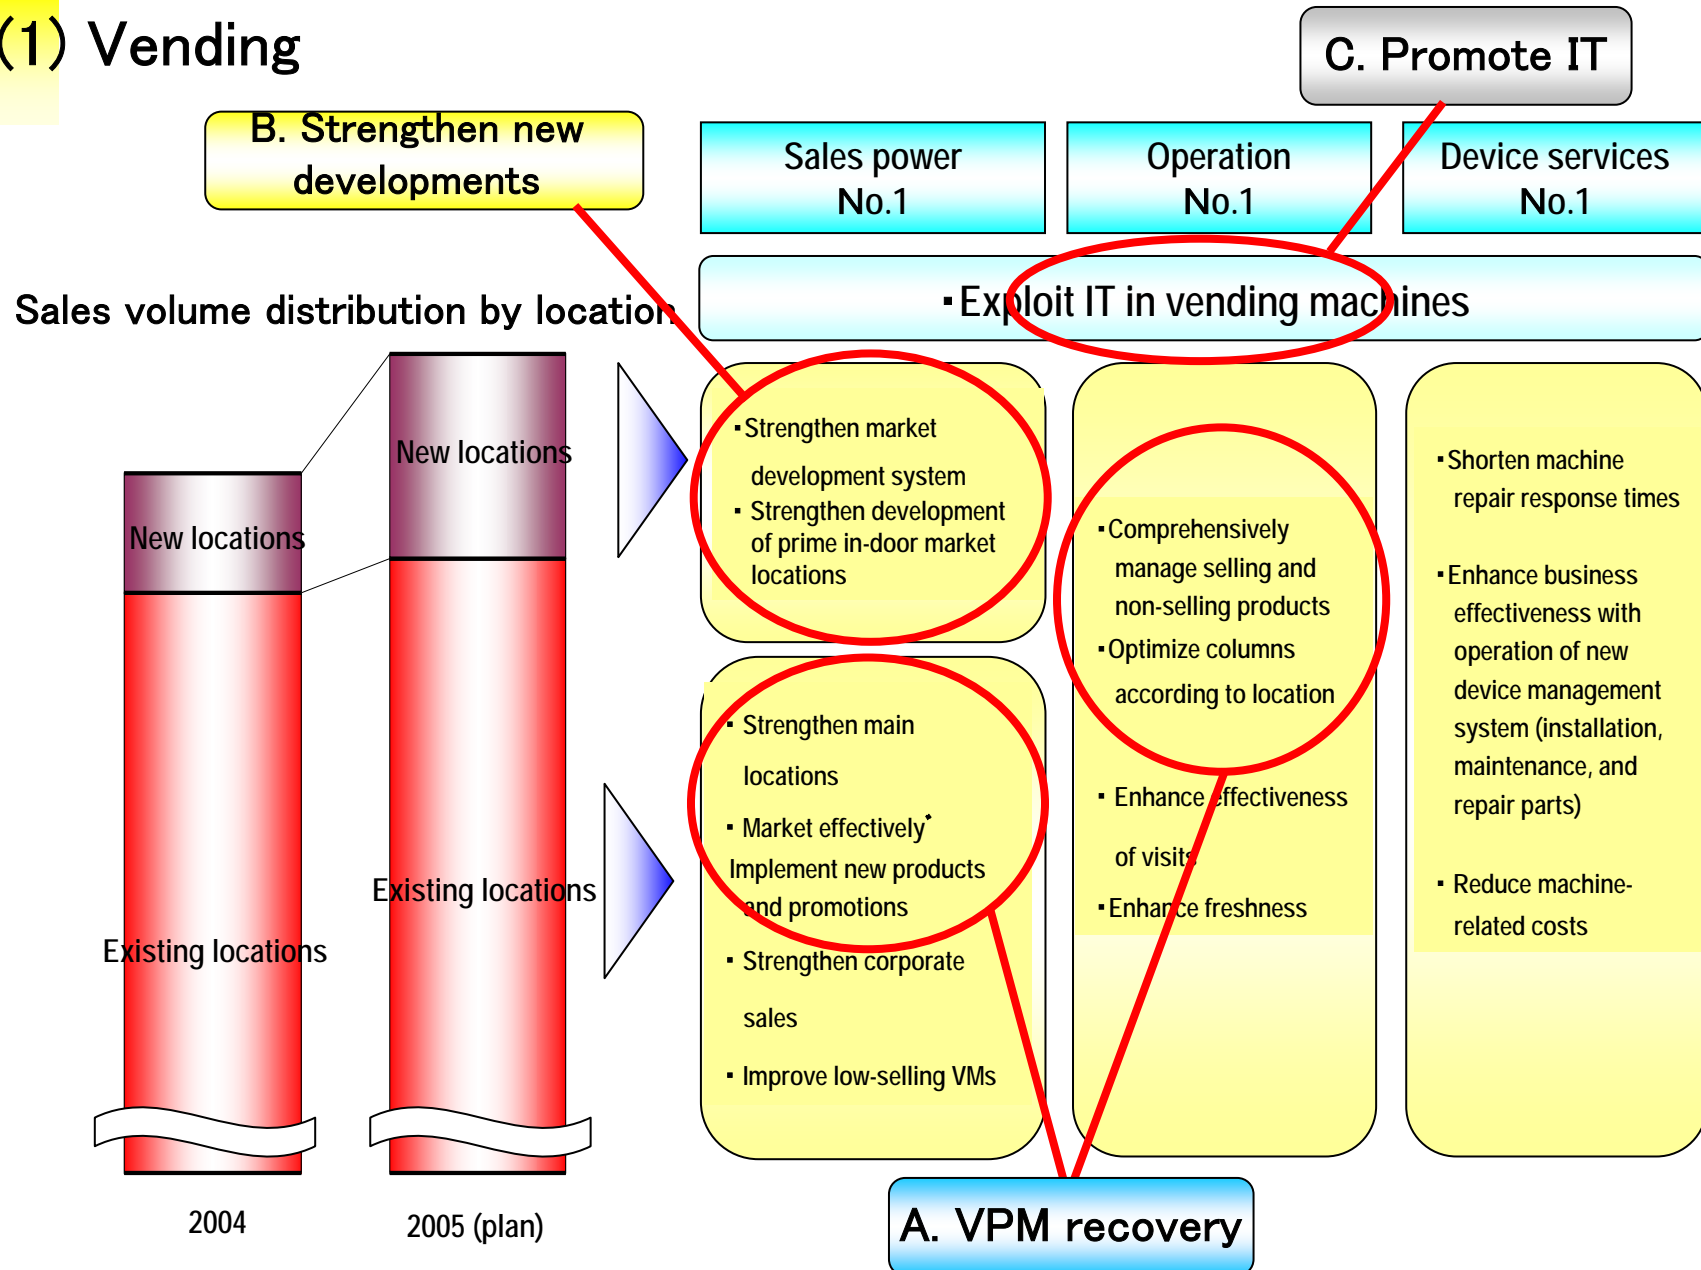 (1) Vending
C. Promote IT
B. Strengthen new
developments
Sales power
No.1
Operation
No.1
Device services
No.1
Sales volume distribution by location
▪Exploit IT in vending machines
New locations
New locations
Existing locations
Existing locations
2004
2005 (plan)
▪Strengthen market
development system
▪ Strengthen development
of prime in-door market
locations
▪ Strengthen main
locations
▪ Market effectively▪
Implement new products
and promotions
▪ Strengthen corporate
sales
▪ Improve low-selling VMs
▪Comprehensively
manage selling and
non-selling products
▪Optimize columns
according to location
▪ Enhance effectiveness
of visits
▪Enhance freshness
▪Shorten machine
repair response times
▪Enhance business
effectiveness with
operation of new
device management
system (installation,
maintenance, and
repair parts)
▪ Reduce machine-
related costs
A. VPM recovery